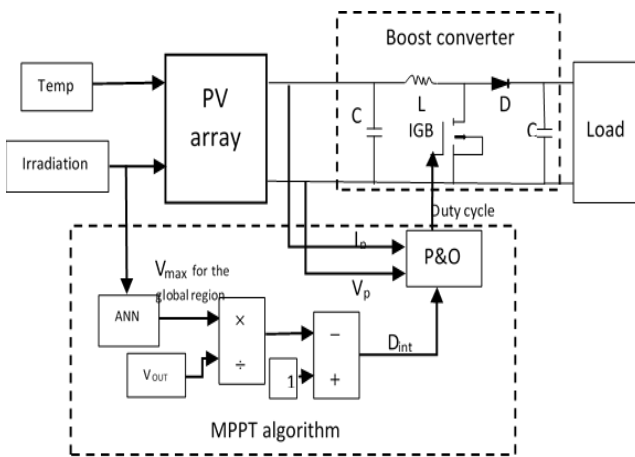 Boost converter
Temp
PV
array
L
D
C
IGB
C
Load
Irradiation
Duty cycle
Ip
P&O
Vmax for the
global region
Vp
ANN
×
−
Dint
VOUT
÷
1
+
MPPT algorithm